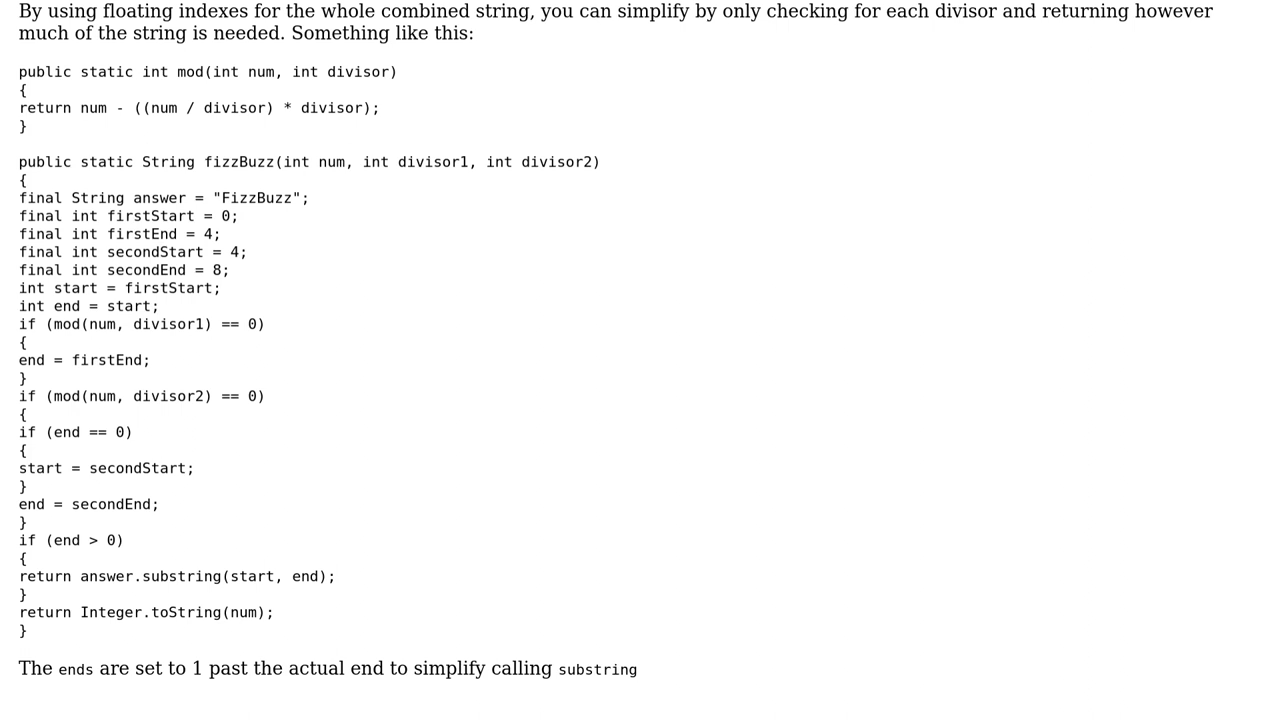 By using floating indexes for the whole combined string, you can simplify by only checking for each divisor and returning however
much of the string is needed. Something like this:
public static int mod(int num, int divisor)
{
return num - ((num / divisor) * divisor);
}
public static String fizzBuzz(int num, int divisor1, int divisor2)
{
final String answer = "FizzBuzz";
final int firstStart = 0;
final int firstEnd = 4;
final int secondStart = 4;
final int secondEnd = 8;
int start = firstStart;
int end = start;
if (mod(num, divisor1) == 0)
{
end = firstEnd;
}
if (mod(num, divisor2) == 0)
{
if (end == 0)
{
start = secondStart;
}
end = secondEnd;
}
if (end > 0)
{
return answer.substring(start, end);
}
return Integer.toString(num);
}
The ends are set to 1 past the actual end to simplify calling substring